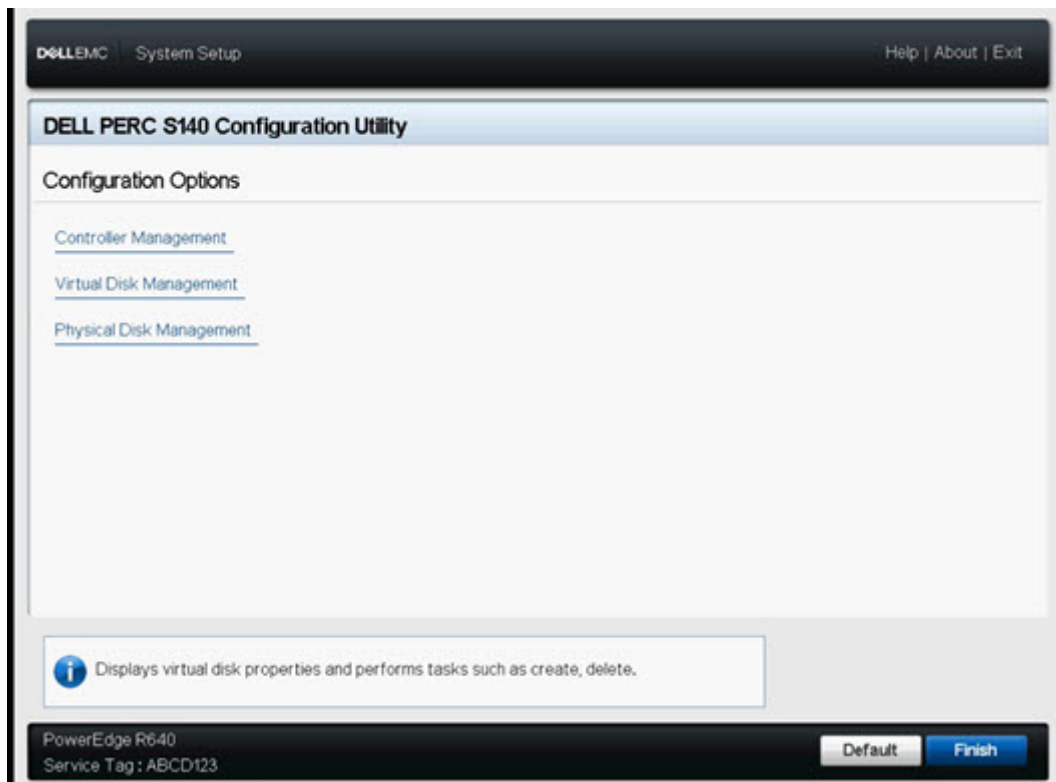 DELLEMC System Setup Help | About | Exit
DELL PERC S140 Configuration Utility
Configuration Options
Controller Management
Virtual Disk Management
Physical Disk Management
Displays virtual disk properties and performs tasks such as create, delete.
PowerEdge R640
Service Tag : ABCD123
Default Finish